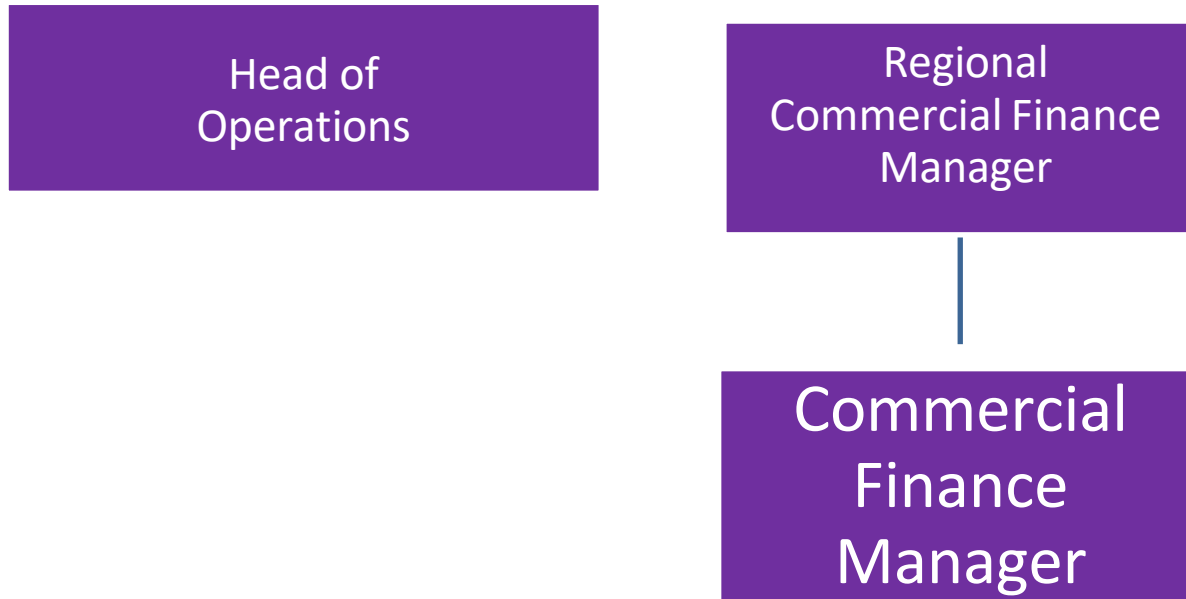 Head of
Operations
Regional
Commercial Finance
Manager
Commercial
Finance
Manager